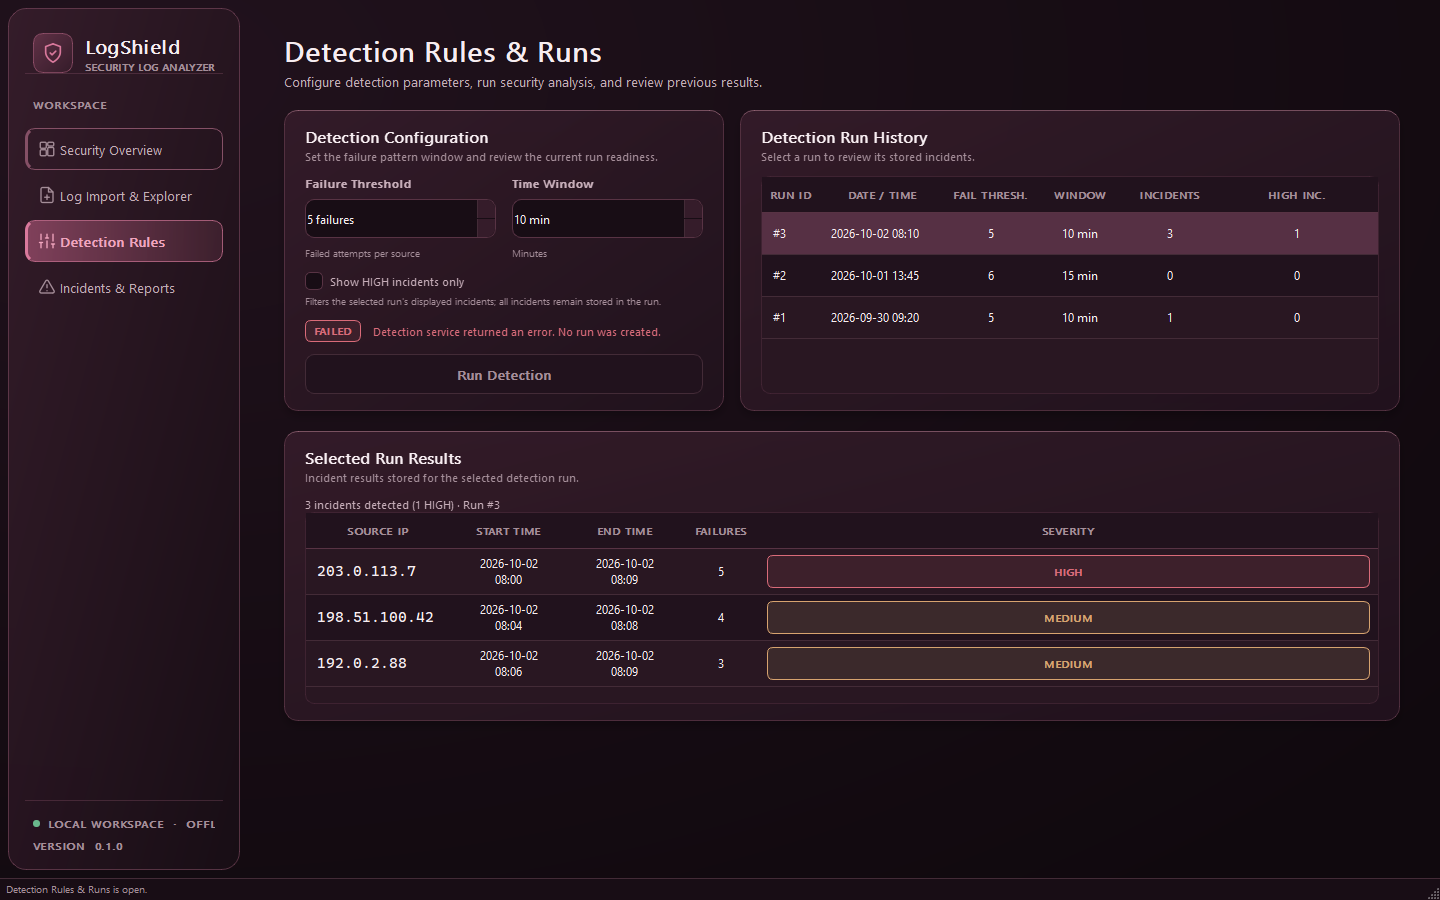 LogShield
SECURITY LOG ANALYZER
WORKSPACE
Security Overview
Log Import & Explorer
Detection Rules
Incidents & Reports
LOCAL WORKSPACE · OFFL
VERSION 0.1.0
Detection Rules & Runs
Configure detection parameters, run security analysis, and review previous results.
Detection Configuration
Set the failure pattern window and review the current run readiness.
Failure Threshold Time Window
5 failures 10 min
Failed attempts per source Minutes
Show HIGH incidents only
Filters the selected run's displayed incidents; all incidents remain stored in the run.
FAILED Detection service returned an error. No run was created.
Run Detection
Detection Run History
Select a run to review its stored incidents.
RUN ID DATE / TIME FAIL THRESH. WINDOW INCIDENTS HIGH INC.
#3 2026-10-02 08:10 5 10 min 3 1
#2 2026-10-01 13:45 6 15 min 0 0
#1 2026-09-30 09:20 5 10 min 1 0
Selected Run Results
Incident results stored for the selected detection run.
3 incidents detected (1 HIGH) · Run #3
SOURCE IP START TIME END TIME FAILURES SEVERITY
203.0.113.7 2026-10-02 08:00 2026-10-02 08:09 5 HIGH
198.51.100.42 2026-10-02 08:04 2026-10-02 08:08 4 MEDIUM
192.0.2.88 2026-10-02 08:06 2026-10-02 08:09 3 MEDIUM
Detection Rules & Runs is open.